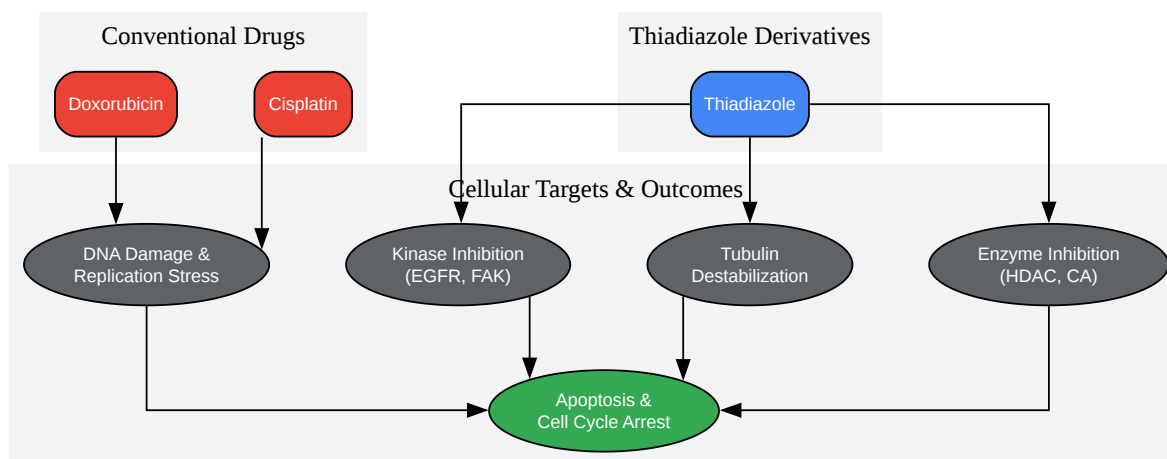 Conventional Drugs
Thiadiazole Derivatives
Doxorubicin
Cisplatin
Thiadiazole
Cellular Targets & Outcomes
DNA Damage &
Replication Stress
Kinase Inhibition
(EGFR, FAK)
Tubulin
Destabilization
Enzyme Inhibition
(HDAC, CA)
Apoptosis &
Cell Cycle Arrest